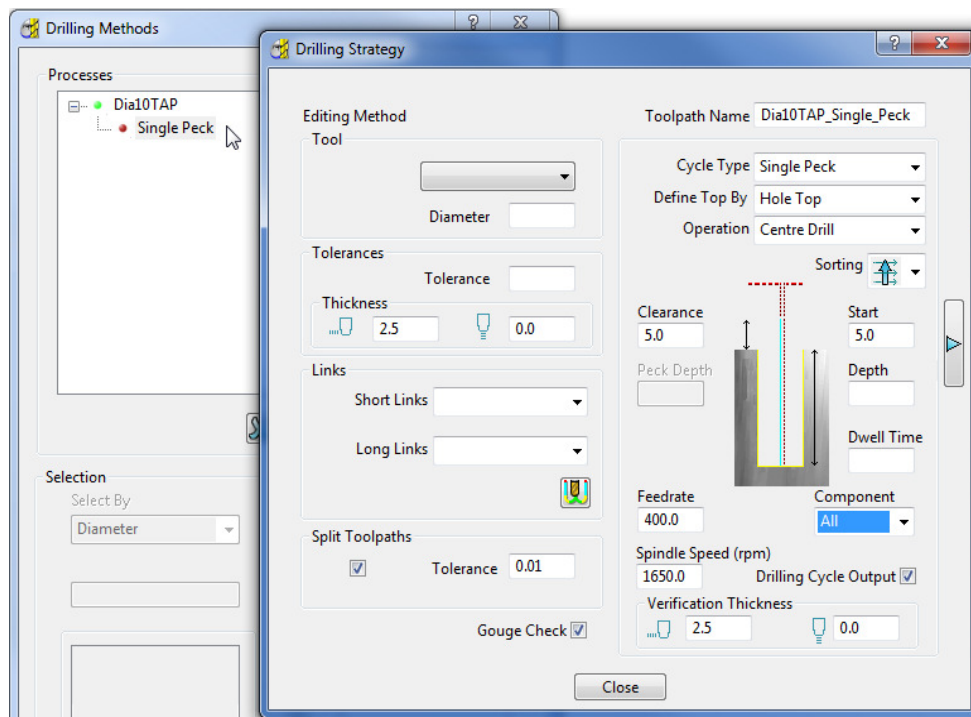 Drilling Methods
Processes
Dia10TAP
Single Peck
Selection
Select By
Diameter
Drilling Strategy
Editing Method
Tool
Diameter
Tolerances
Tolerance
Thickness
2.5 0.0
Links
Short Links
Long Links
Split Toolpaths
Tolerance 0.01
Gouge Check
Toolpath Name Dia10TAP_Single_Peck
Cycle Type Single Peck
Define Top By Hole Top
Operation Centre Drill
Sorting
Clearance Start
5.0 5.0
Peck Depth Depth
Dwell Time
Feedrate Component
400.0 All
Spindle Speed (rpm)
1650.0 Drilling Cycle Output
Verification Thickness
2.5 0.0
Close